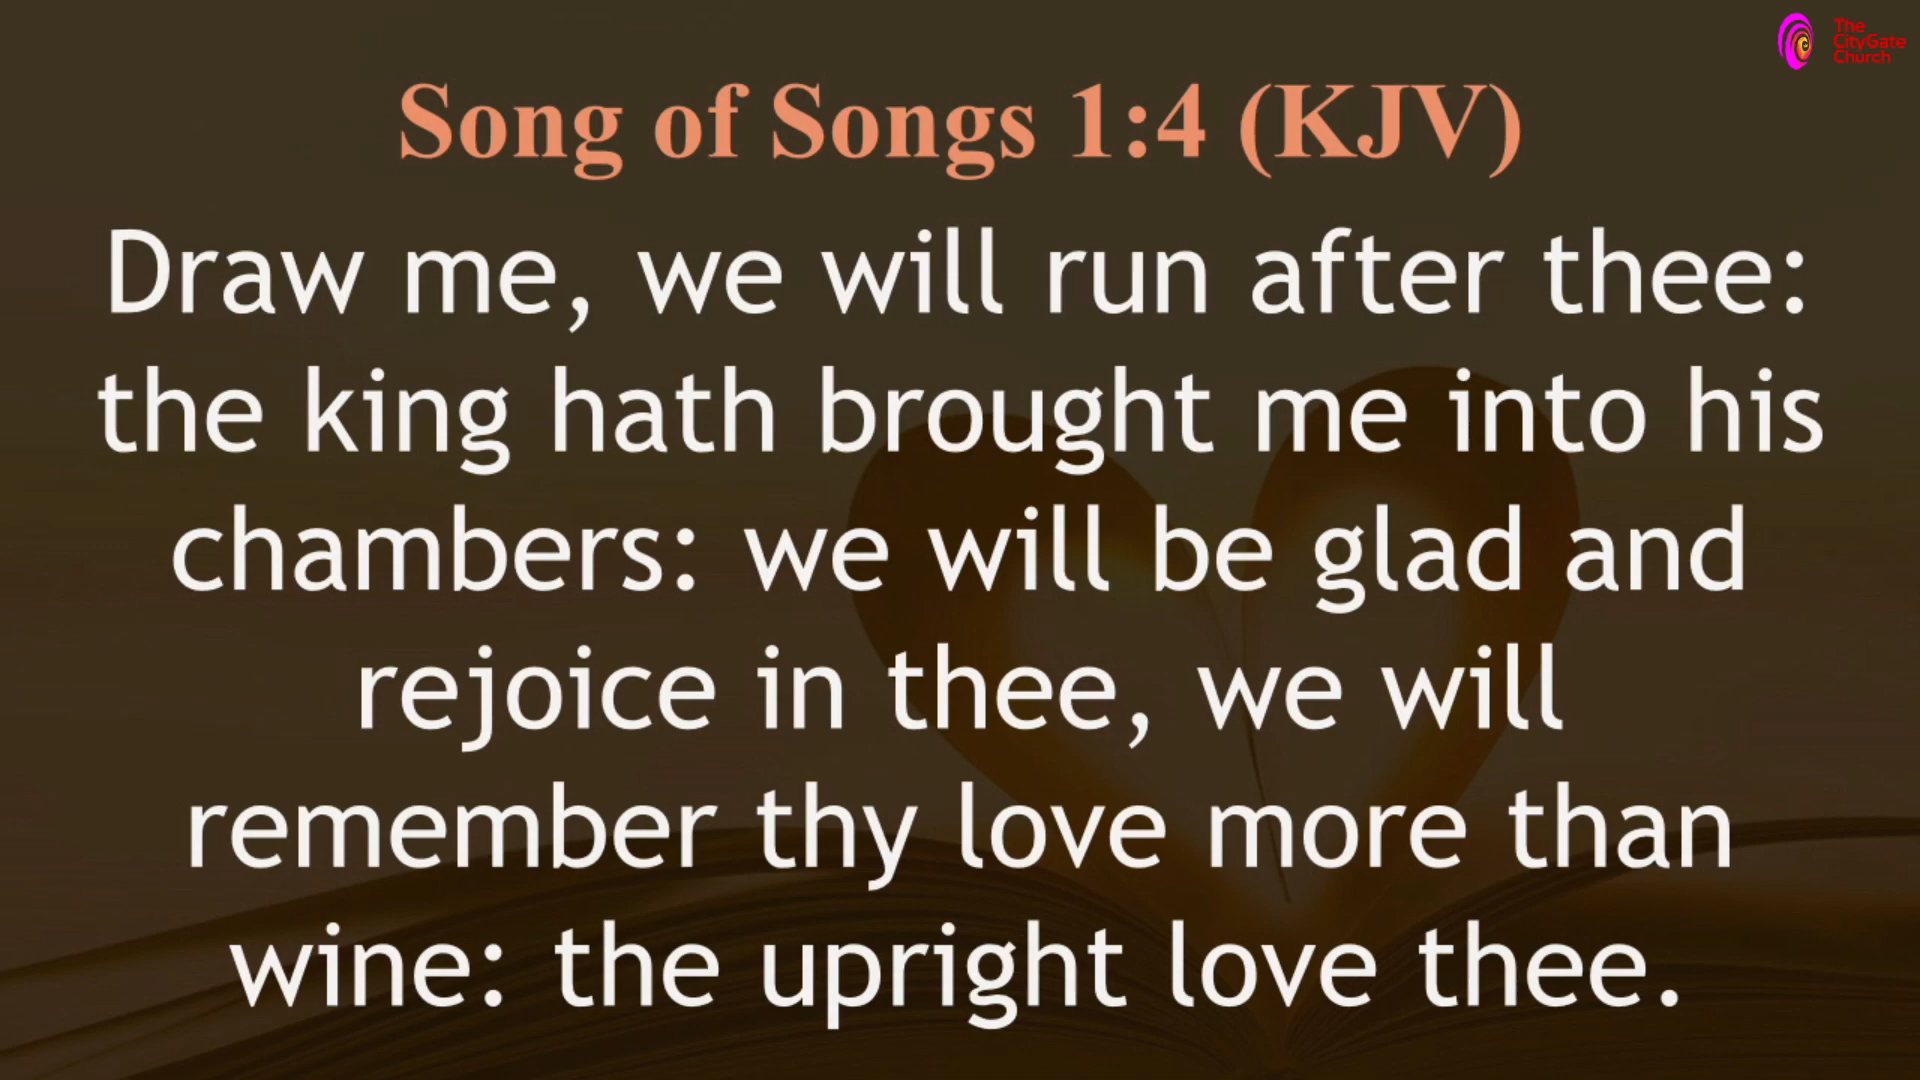 The
CityGate
Church
Song of Songs 1:4 (KJV)
Draw me, we will run after thee:
the king hath brought me into his
chambers: we will be glad and
rejoice in thee, we will
remember thy love more than
wine: the upright love thee.